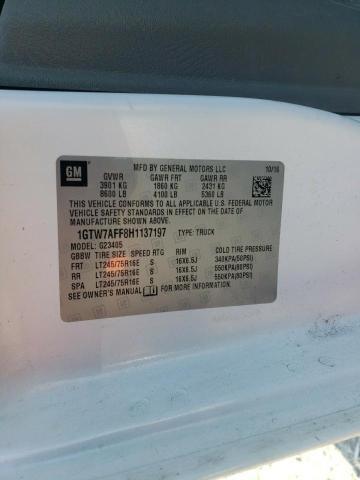 GM
MFD BY GENERAL MOTORS LLC 10/16
GVWR GAWR FRT GAWR RR
3901 KG 1860 KG 2431 KG
8600 LB 4100 LB 5360 LB
THIS VEHICLE CONFORMS TO ALL APPLICABLE U.S. FEDERAL MOTOR VEHICLE SAFETY STANDARDS IN EFFECT ON THE DATE OF MANUFACTURE SHOWN ABOVE.
1GTW7AFF8H1137197 TYPE: TRUCK
MODEL: G23405
GBBW TIRE SIZE SPEED RTG RIM COLD TIRE PRESSURE
FRT LT245/75R16E S 16X6.5J 340KPA(50PSI)
RR LT245/75R16E S 16X6.5J 550KPA(80PSI)
SPA LT245/75R16E S 16X6.5J 550KPA(80PSI)
SEE OWNER'S MANUAL FOR MORE INFORMATION.